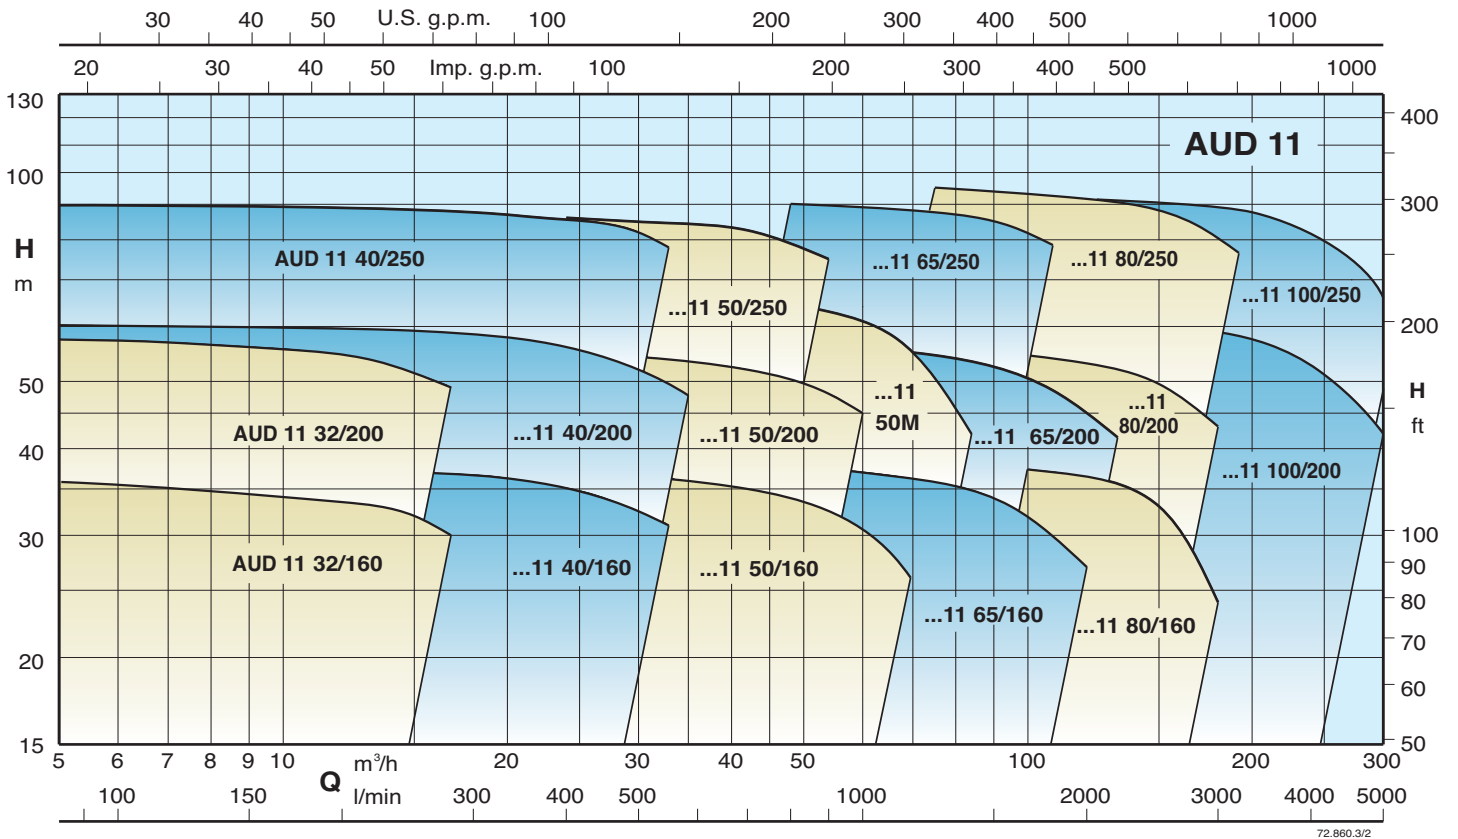 30 40 50 U.S. g.p.m. 100 200 300 400 500 1000
20 30 40 50 Imp. g.p.m. 100 200 300 400 500 1000
130
400
AUD 11
100
300
H
m
AUD 11 40/250
...11 65/250
...11 80/250
...11 100/250
...11 50/250
200
50
H
ft
...11
50M
...11
80/200
AUD 11 32/200
...11 40/200
...11 50/200
...11 65/200
40
...11 100/200
30
100
AUD 11 32/160
...11 40/160
...11 50/160
90
80
...11 65/160
...11 80/160
70
20
60
15
50
5 6 7 8 9 10 m³/h 20 30 40 50 100 200 300
Q
100 150 l/min 300 400 500 1000 2000 3000 4000 5000
72.860.3/2